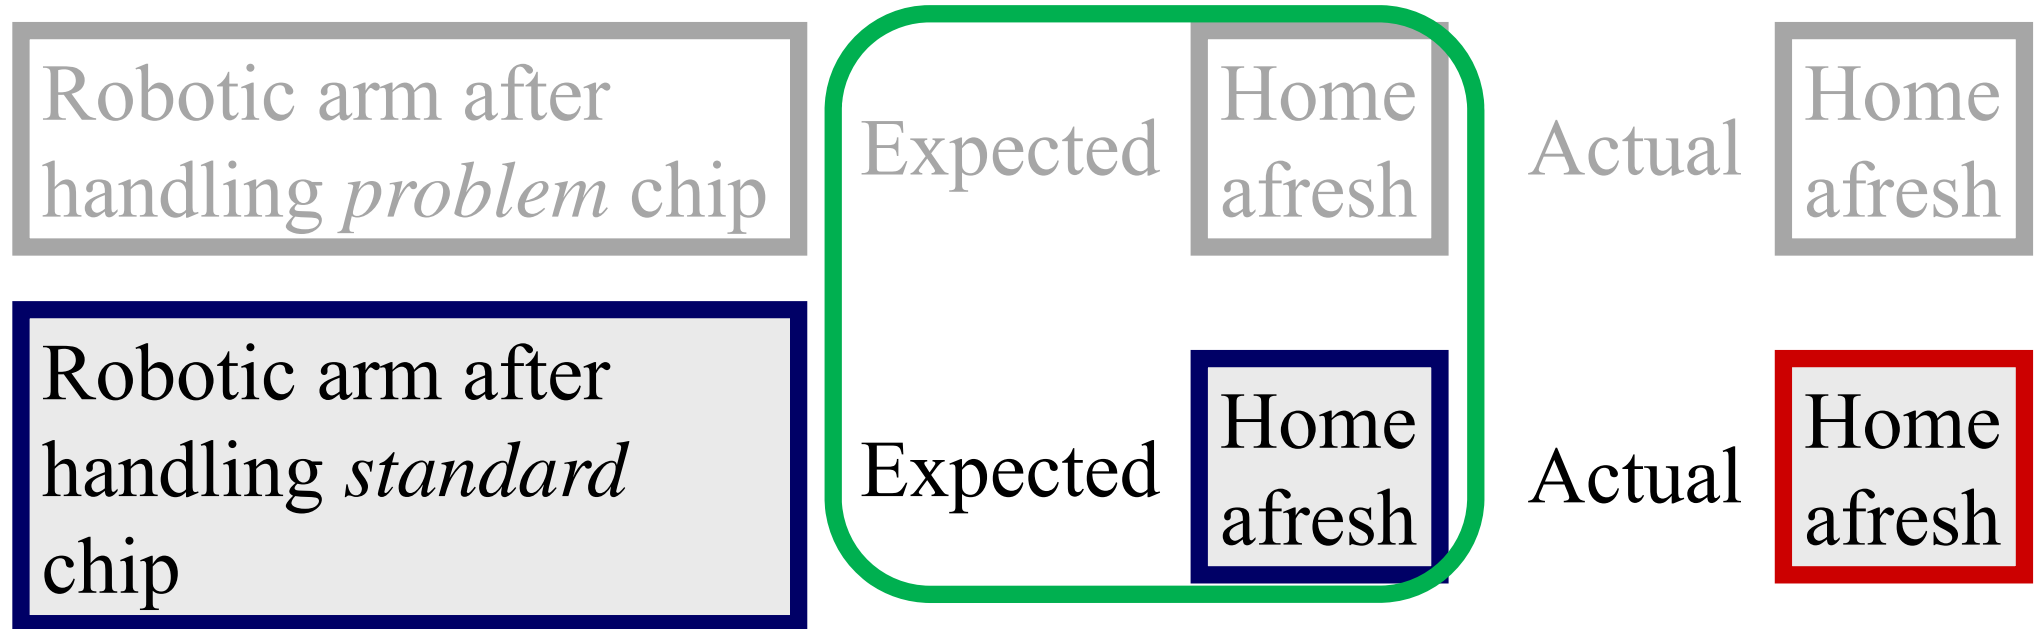 Robotic arm after
handling problem chip
Expected
Home
afresh
Actual
Home
afresh
Robotic arm after
handling standard
chip
Expected
Home
afresh
Actual
Home
afresh